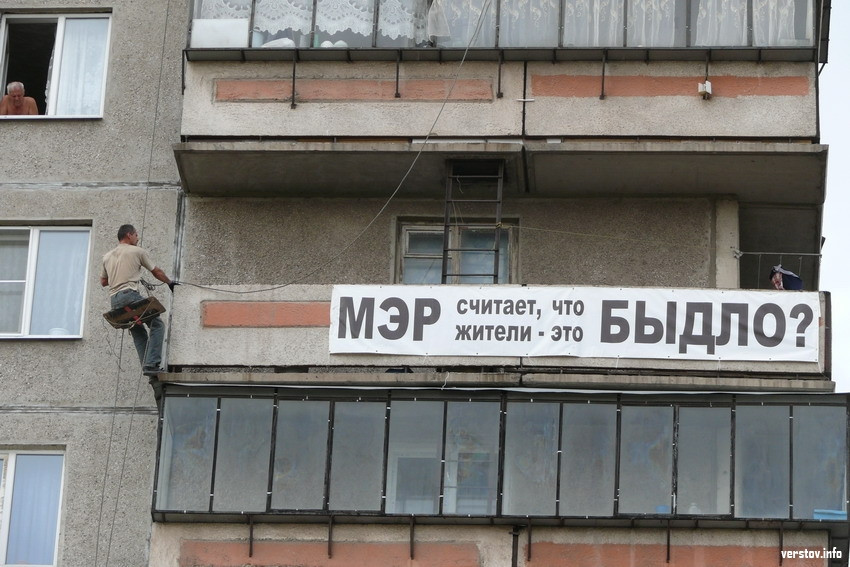 МЭР
считает, что
жители - это
БЫДЛО?
verstov.info